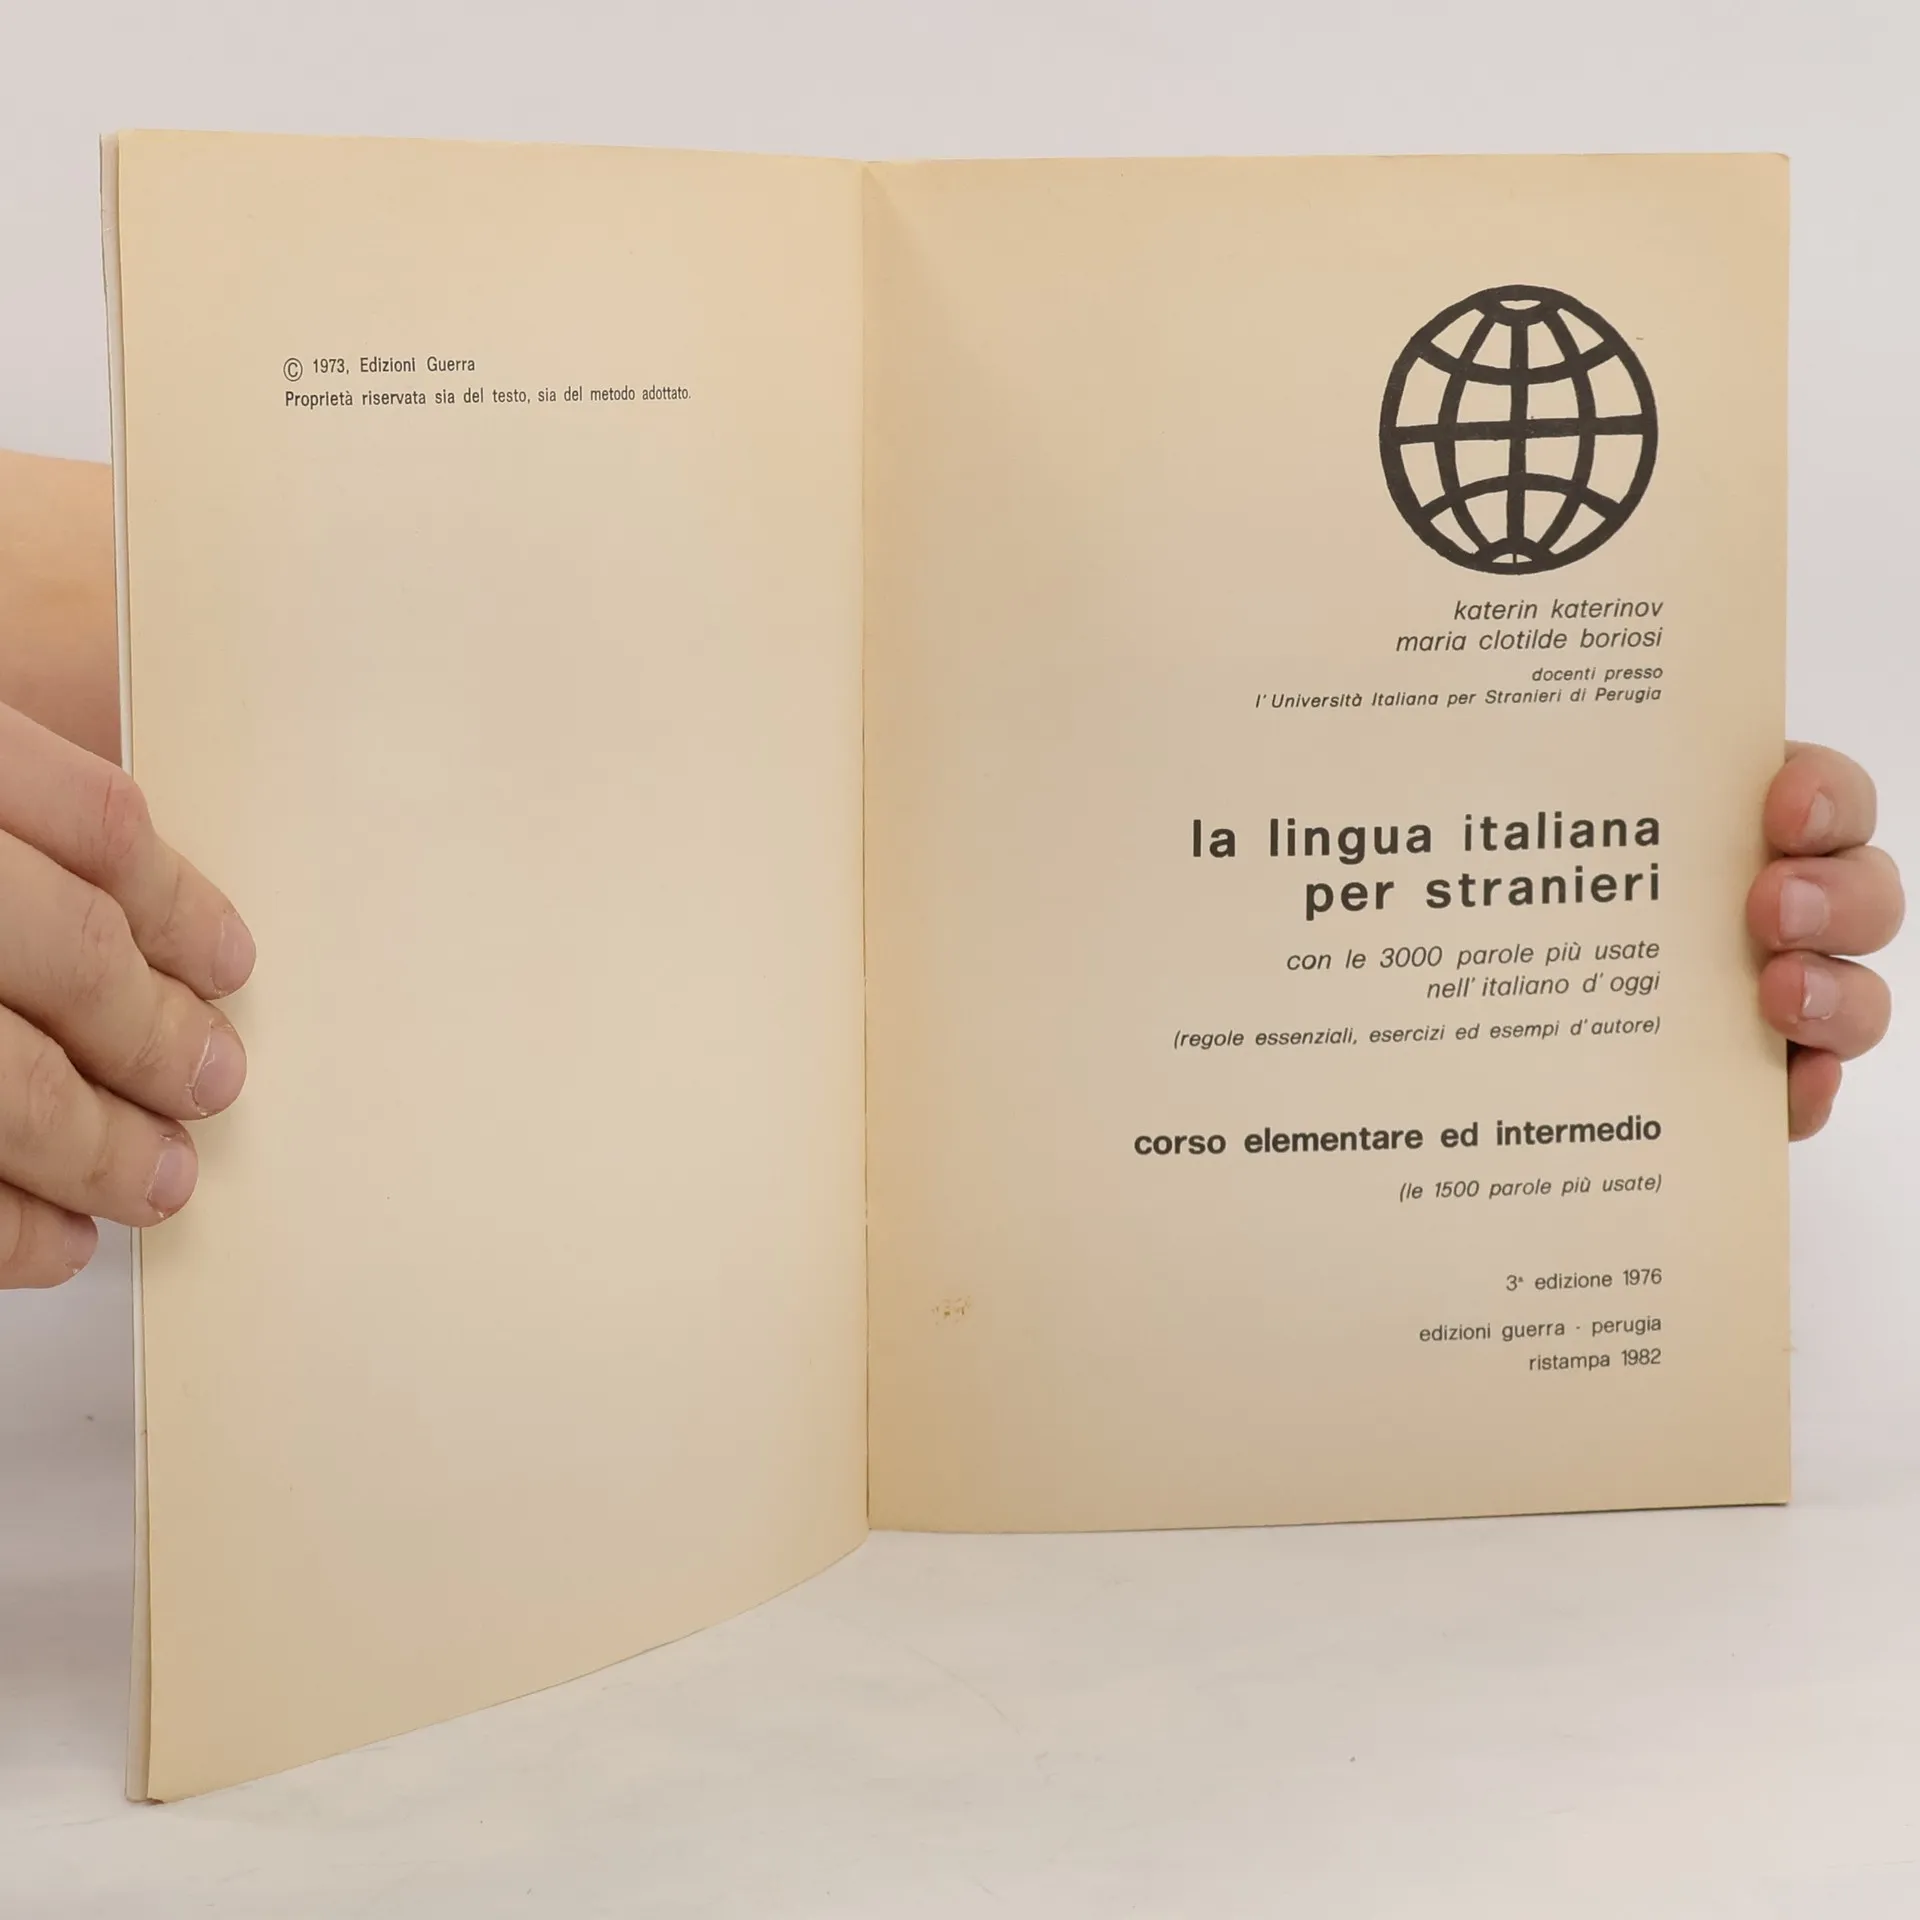 © 1973, Edizioni Guerra
Proprietà riservata sia del testo, sia del metodo adottato.
katerin katerinov
maria clotilde boriosi
docenti presso
l' Università Italiana per Stranieri di Perugia
la lingua italiana
per stranieri
con le 3000 parole più usate
nell' italiano d' oggi
(regole essenziali, esercizi ed esempi d' autore)
corso elementare ed intermedio
(le 1500 parole più usate)
3ª edizione 1976
edizioni guerra - perugia
ristampa 1982